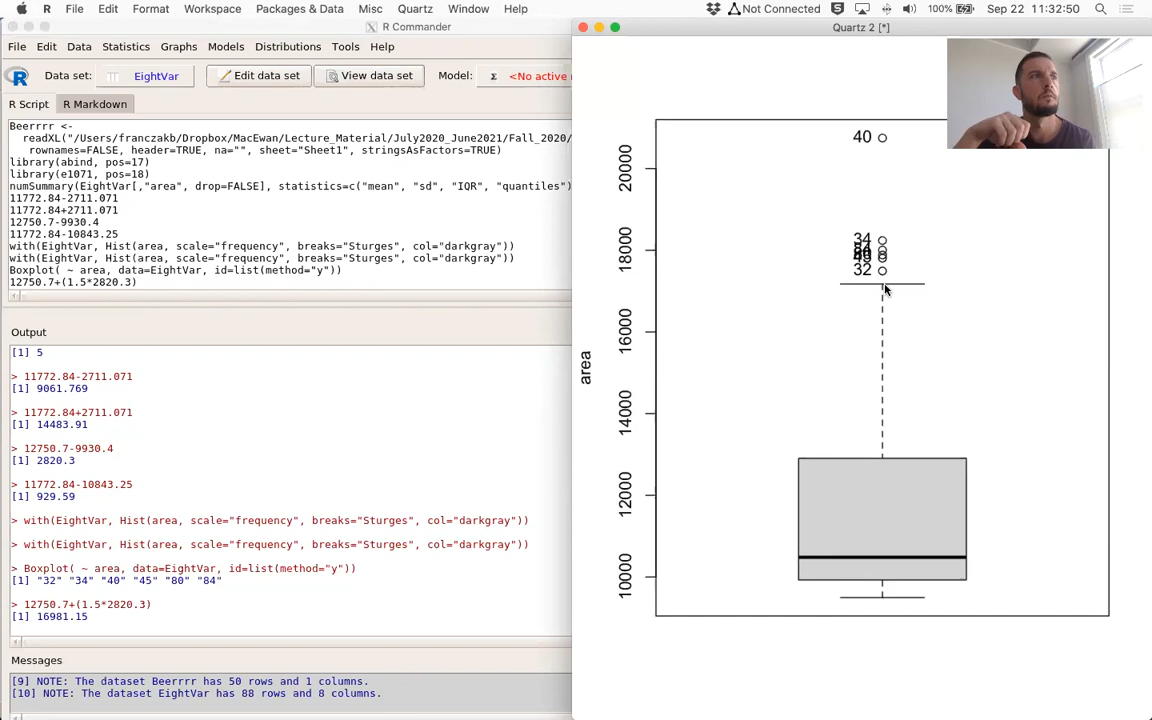 File Edit Format Workspace Packages & Data Misc Quartz Window Help Not Connected 100% Sep 22 11:32:50
R Commander
File Edit Data Statistics Graphs Models Distributions Tools Help
Data set: EightVar Edit data set View data set Model: Σ <No active
R Script R Markdown
Beerrrr <-
readXL("/Users/franczakb/Dropbox/MacEwan/Lecture_Material/July2020_June2021/Fall_2020/
rownames=FALSE, header=TRUE, na="", sheet="Sheet1", stringsAsFactors=TRUE)
library(abind, pos=17)
library(e1071, pos=18)
numSummary(EightVar[,"area", drop=FALSE], statistics=c("mean", "sd", "IQR", "quantiles")
11772.84-2711.071
11772.84+2711.071
12750.7-9930.4
11772.84-10843.25
with(EightVar, Hist(area, scale="frequency", breaks="Sturges", col="darkgray"))
with(EightVar, Hist(area, scale="frequency", breaks="Sturges", col="darkgray"))
Boxplot( ~ area, data=EightVar, id=list(method="y"))
12750.7+(1.5*2820.3)
Output
[1] 5
> 11772.84-2711.071
[1] 9061.769
> 11772.84+2711.071
[1] 14483.91
> 12750.7-9930.4
[1] 2820.3
> 11772.84-10843.25
[1] 929.59
> with(EightVar, Hist(area, scale="frequency", breaks="Sturges", col="darkgray"))
> with(EightVar, Hist(area, scale="frequency", breaks="Sturges", col="darkgray"))
> Boxplot( ~ area, data=EightVar, id=list(method="y"))
[1] "32" "34" "40" "45" "80" "84"
> 12750.7+(1.5*2820.3)
[1] 16981.15
Messages
[9] NOTE: The dataset Beerrrr has 50 rows and 1 columns.
[10] NOTE: The dataset EightVar has 88 rows and 8 columns.
Quartz 2 [*]
40
34
32
area
20000
18000
16000
14000
12000
10000